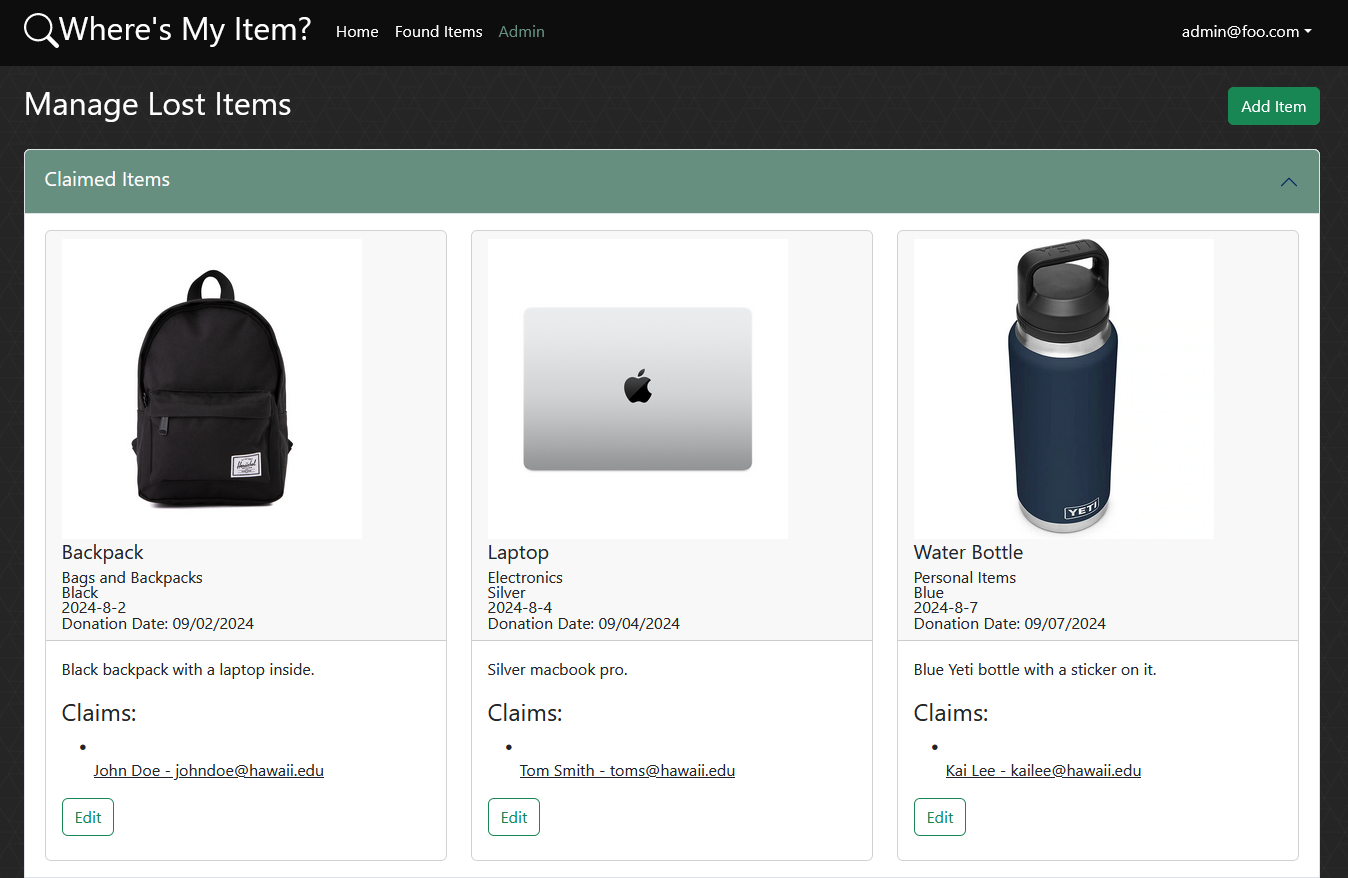 Where's My Item?
Home
Found Items
Admin
admin@foo.com
Manage Lost Items
Add Item
Claimed Items
Backpack
Bags and Backpacks
Black
2024-8-2
Donation Date: 09/02/2024
Black backpack with a laptop inside.
Claims:
John Doe - johndoe@hawaii.edu
Edit
Laptop
Electronics
Silver
2024-8-4
Donation Date: 09/04/2024
Silver macbook pro.
Claims:
Tom Smith - toms@hawaii.edu
Edit
YETI
YETI
Water Bottle
Personal Items
Blue
2024-8-7
Donation Date: 09/07/2024
Blue Yeti bottle with a sticker on it.
Claims:
Kai Lee - kailee@hawaii.edu
Edit